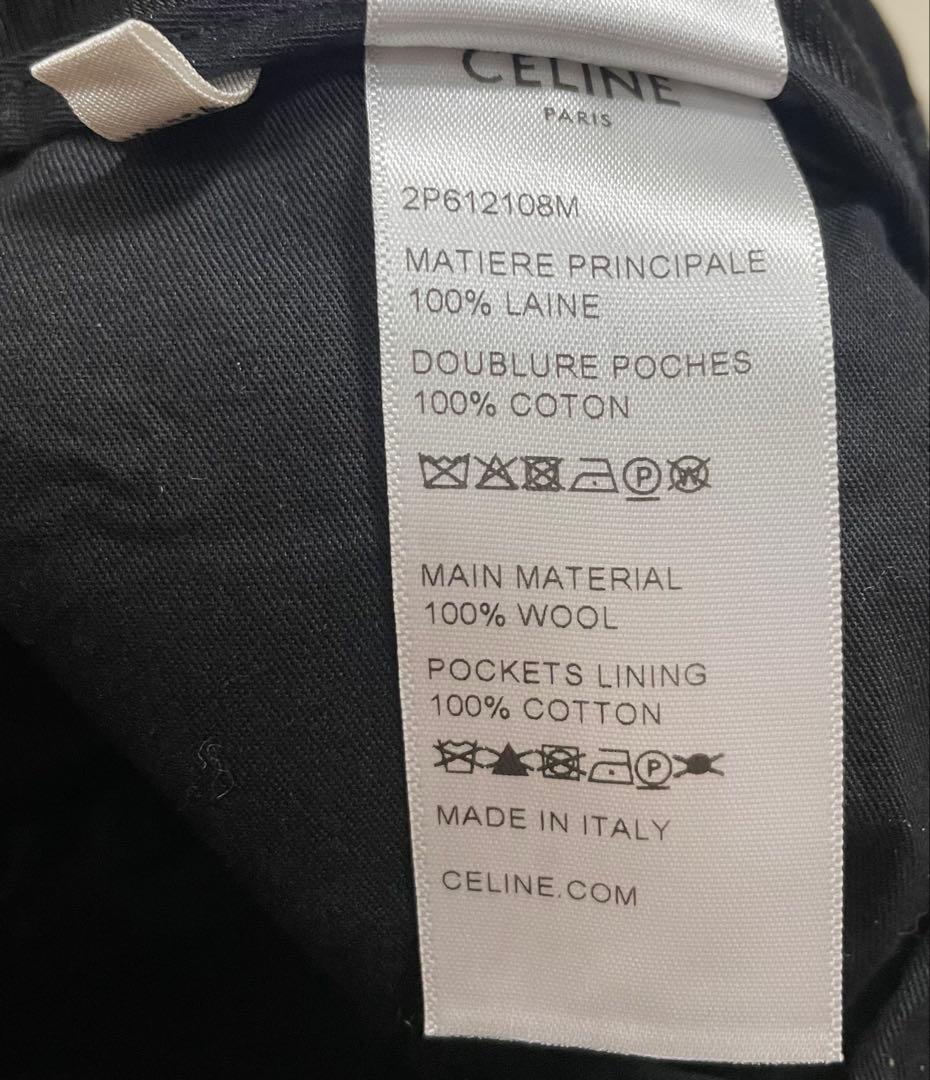 CELINE
PARIS
2P612108M
MATIERE PRINCIPALE
100% LAINE
DOUBLURE POCHES
100% COTON
P W
MAIN MATERIAL
100% WOOL
POCKETS LINING
100% COTTON
P
MADE IN ITALY
CELINE.COM